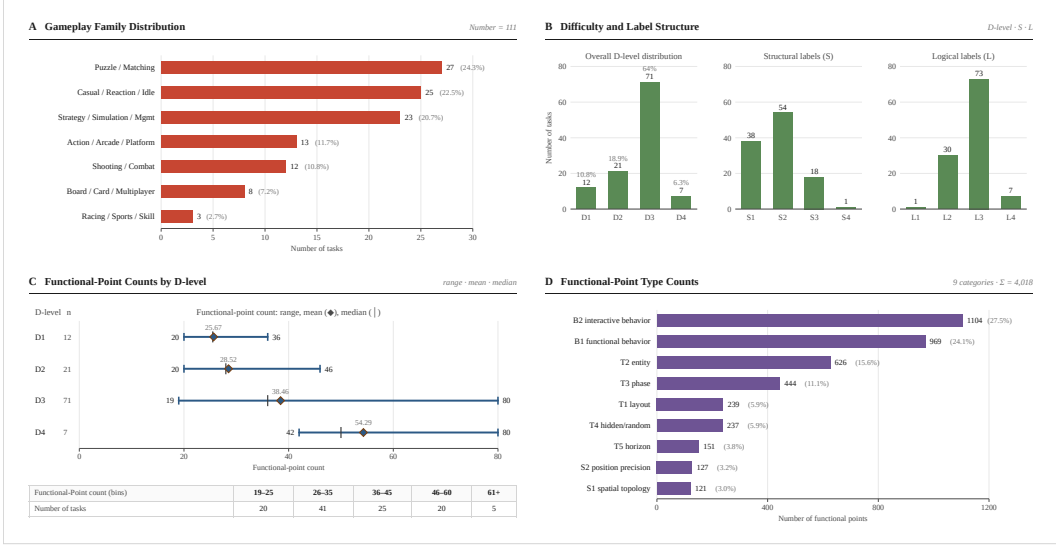 A Gameplay Family Distribution
Number = 111
Puzzle / Matching 27 (24.3%)
Casual / Reaction / Idle 25 (22.5%)
Strategy / Simulation / Mgmt 23 (20.7%)
Action / Arcade / Platform 13 (11.7%)
Shooting / Combat 12 (10.8%)
Board / Card / Multiplayer 8 (7.2%)
Racing / Sports / Skill 3 (2.7%)
0 5 10 15 20 25 30
Number of tasks
B Difficulty and Label Structure
D-level · S · L
Overall D-level distribution
Number of tasks
80
60
40
20
0
10.8%
12
18.9%
21
64%
71
6.3%
7
D1 D2 D3 D4
Structural labels (S)
80
60
40
20
0
38
54
18
1
S1 S2 S3 S4
Logical labels (L)
80
60
40
20
0
1
30
73
7
L1 L2 L3 L4
C Functional-Point Counts by D-level
range · mean · median
D-level n
Functional-point count: range, mean (◆), median (│)
25.67
D1 12 20 36
28.52
D2 21 20 46
38.46
D3 71 19 80
54.29
D4 7 42 80
0 20 40 60 80
Functional-point count
Functional-Point count (bins) 19–25 26–35 36–45 46–60 61+
Number of tasks 20 41 25 20 5
D Functional-Point Type Counts
9 categories · Σ = 4,018
B2 interactive behavior 1104 (27.5%)
B1 functional behavior 969 (24.1%)
T2 entity 626 (15.6%)
T3 phase 444 (11.1%)
T1 layout 239 (5.9%)
T4 hidden/random 237 (5.9%)
T5 horizon 151 (3.8%)
S2 position precision 127 (3.2%)
S1 spatial topology 121 (3.0%)
0 400 800 1200
Number of functional points